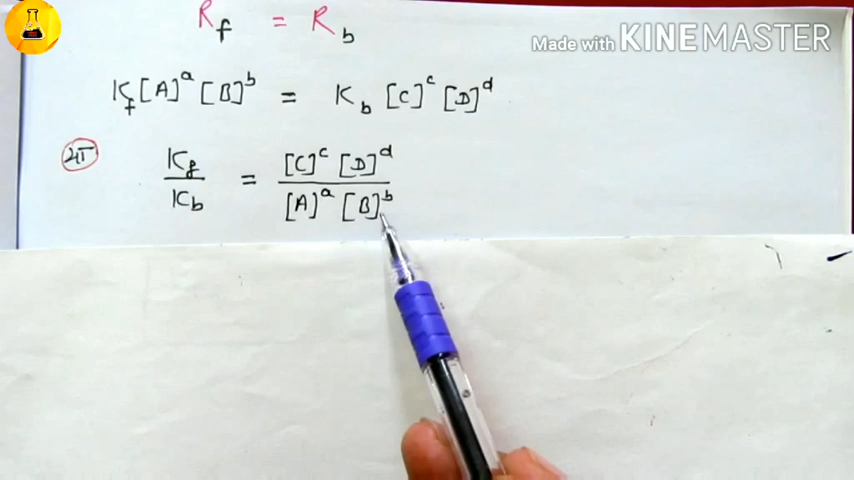 R_f = R_b
Made with KINEMASTER
K_f [A]^a [B]^b = K_b [C]^c [D]^d
या K_f / K_b = [C]^c [D]^d / [A]^a [B]^b